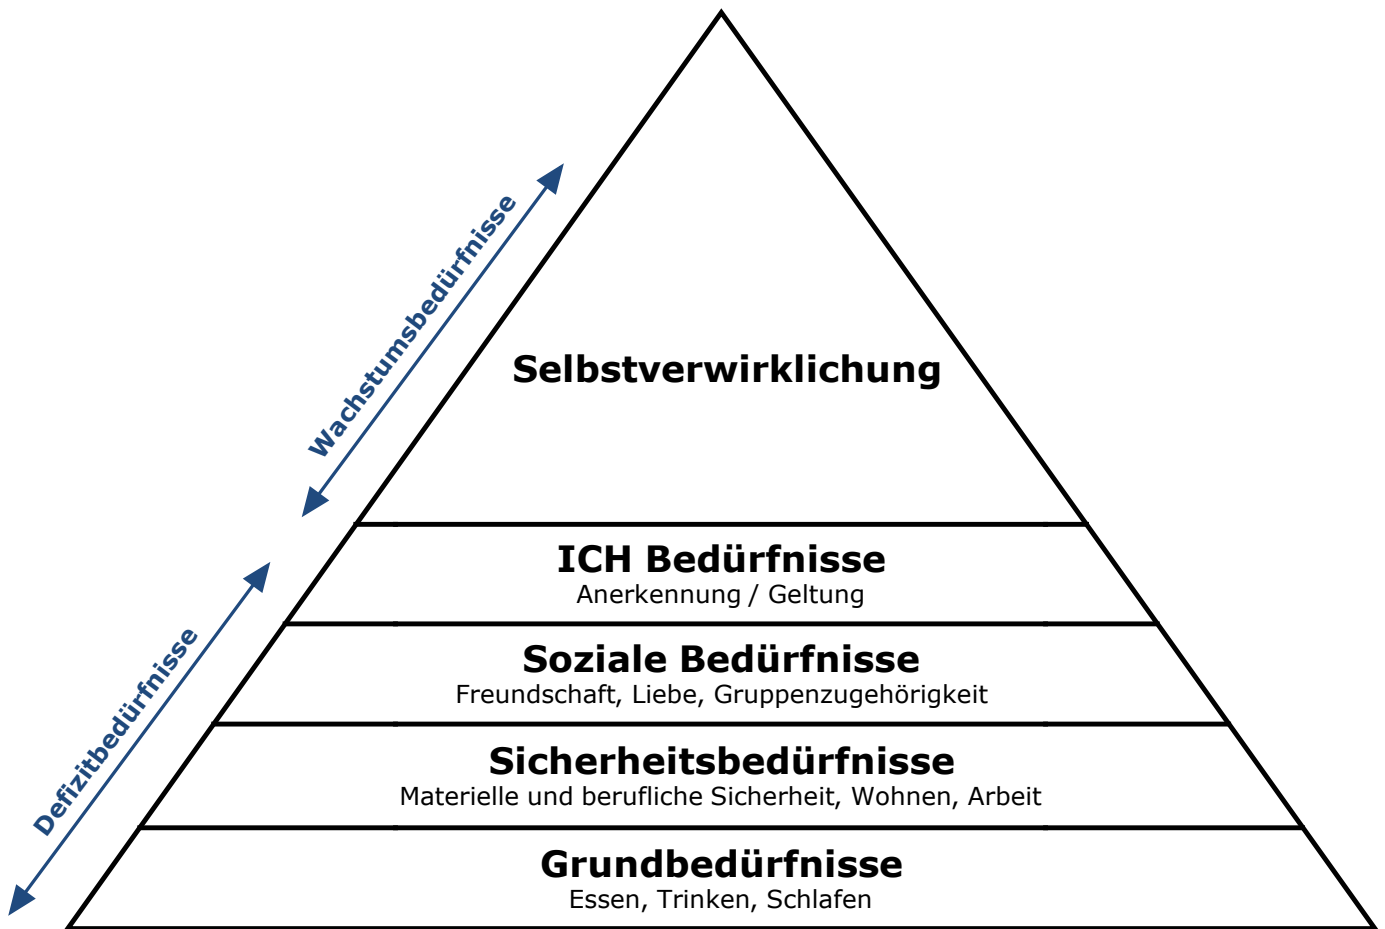 Wachstumsbedürfnisse
Selbstverwirklichung
Defizitbedürfnisse
ICH Bedürfnisse
Anerkennung / Geltung
Soziale Bedürfnisse
Freundschaft, Liebe, Gruppenzugehörigkeit
Sicherheitsbedürfnisse
Materielle und berufliche Sicherheit, Wohnen, Arbeit
Grundbedürfnisse
Essen, Trinken, Schlafen